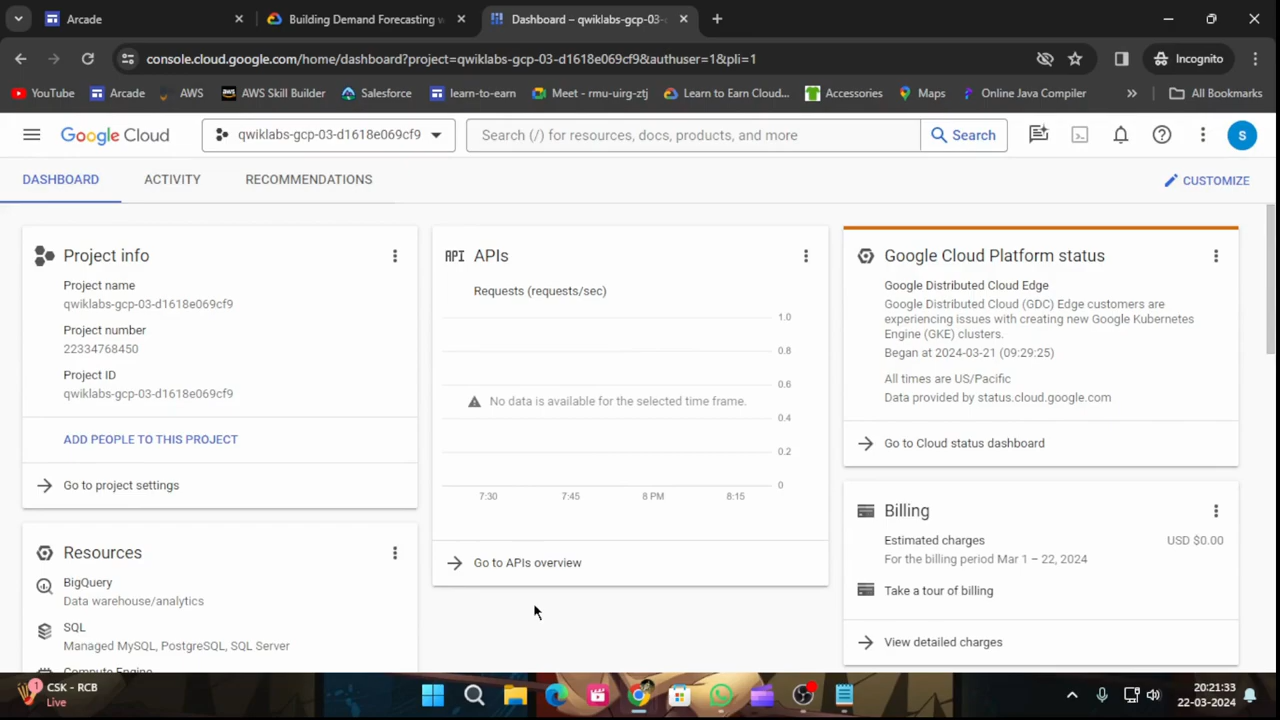 Arcade
Building Demand Forecasting w
Dashboard – qwiklabs-gcp-03-
console.cloud.google.com/home/dashboard?project=qwiklabs-gcp-03-d1618e069cf9&authuser=1&pli=1
Incognito
YouTube
Arcade
AWS
AWS Skill Builder
Salesforce
learn-to-earn
Meet - rmu-uirg-ztj
Learn to Earn Cloud...
Accessories
Maps
Online Java Compiler
All Bookmarks
Google Cloud
qwiklabs-gcp-03-d1618e069cf9
Search (/) for resources, docs, products, and more
Search
S
DASHBOARD
ACTIVITY
RECOMMENDATIONS
CUSTOMIZE
Project info
Project name
qwiklabs-gcp-03-d1618e069cf9
Project number
22334768450
Project ID
qwiklabs-gcp-03-d1618e069cf9
ADD PEOPLE TO THIS PROJECT
Go to project settings
Resources
BigQuery
Data warehouse/analytics
SQL
Managed MySQL, PostgreSQL, SQL Server
Compute Engine
API APIs
Requests (requests/sec)
1.0
0.8
0.6
No data is available for the selected time frame.
0.4
0.2
0
7:30 7:45 8 PM 8:15
Go to APIs overview
Google Cloud Platform status
Google Distributed Cloud Edge
Google Distributed Cloud (GDC) Edge customers are
experiencing issues with creating new Google Kubernetes
Engine (GKE) clusters.
Began at 2024-03-21 (09:29:25)
All times are US/Pacific
Data provided by status.cloud.google.com
Go to Cloud status dashboard
Billing
Estimated charges USD $0.00
For the billing period Mar 1 – 22, 2024
Take a tour of billing
View detailed charges
1
CSK - RCB
Live
20:21:33
22-03-2024